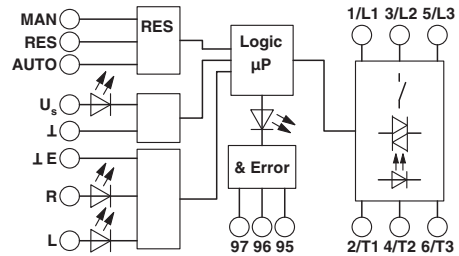 MAN
RES
AUTO
RES
Us
⊥
⊥ E
R
L
Logic
µP
& Error
97 96 95
1/L1 3/L2 5/L3
2/T1 4/T2 6/T3